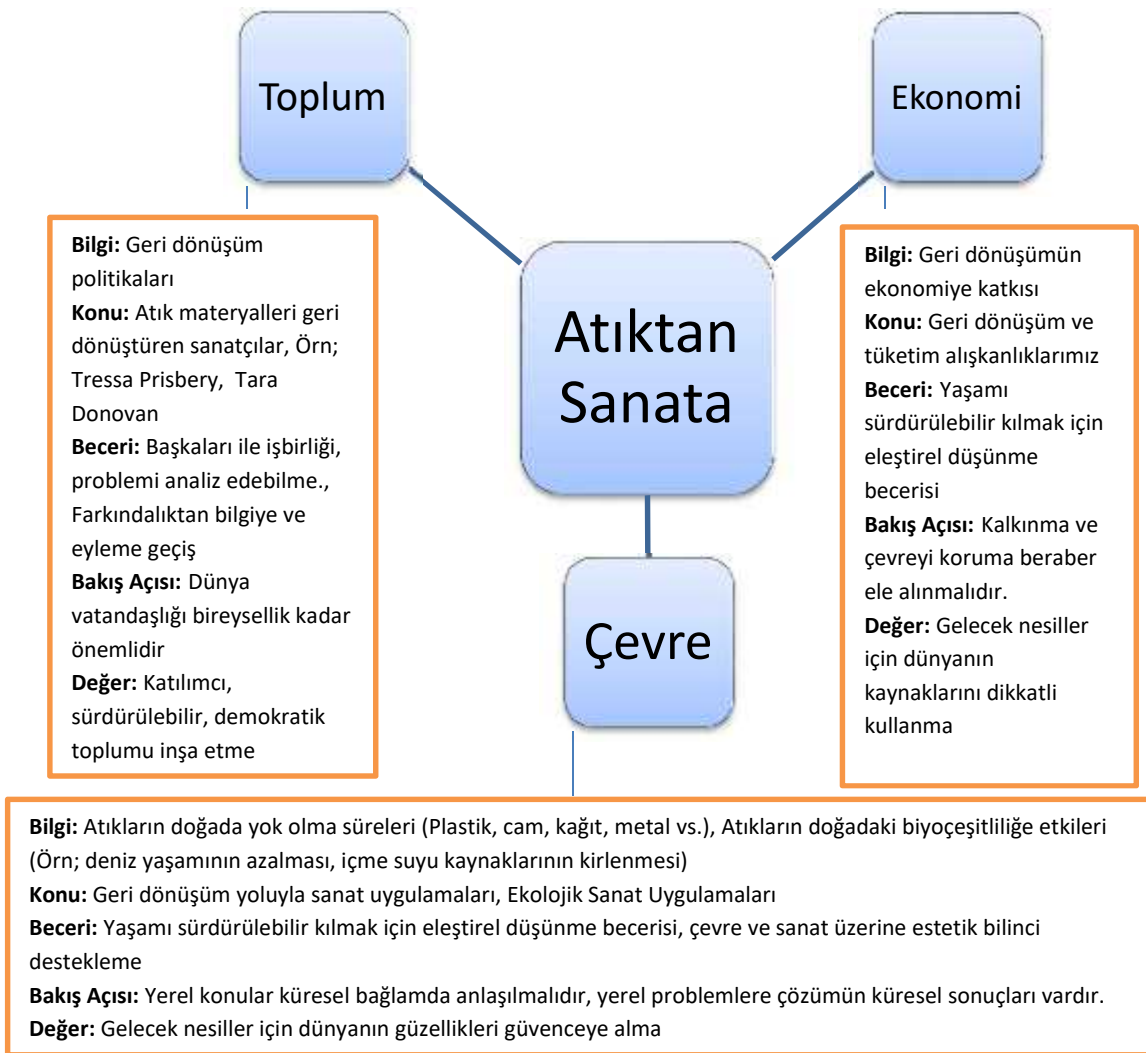 Toplum
Ekonomi
Atıktan
Sanata
Çevre
Bilgi: Geri dönüşüm
politikaları
Konu: Atık materyalleri geri
dönüştüren sanatçılar, Örn;
Tressa Prisbery, Tara
Donovan
Beceri: Başkaları ile işbirliği,
problemi analiz edebilme.,
Farkındalıktan bilgiye ve
eyleme geçiş
Bakış Açısı: Dünya
vatandaşlığı bireysellik kadar
önemlidir
Değer: Katılımcı,
sürdürülebilir, demokratik
toplumu inşa etme
Bilgi: Geri dönüşümün
ekonomiye katkısı
Konu: Geri dönüşüm ve
tüketim alışkanlıklarımız
Beceri: Yaşamı
sürdürülebilir kılmak için
eleştirel düşünme
becerisi
Bakış Açısı: Kalkınma ve
çevreyi koruma beraber
ele alınmalıdır.
Değer: Gelecek nesiller
için dünyanın
kaynaklarını dikkatli
kullanma
Bilgi: Atıkların doğada yok olma süreleri (Plastik, cam, kağıt, metal vs.), Atıkların doğadaki biyoçeşitliliğe etkileri
(Örn; deniz yaşamının azalması, içme suyu kaynaklarının kirlenmesi)
Konu: Geri dönüşüm yoluyla sanat uygulamaları, Ekolojik Sanat Uygulamaları
Beceri: Yaşamı sürdürülebilir kılmak için eleştirel düşünme becerisi, çevre ve sanat üzerine estetik bilinci
destekleme
Bakış Açısı: Yerel konular küresel bağlamda anlaşılmalıdır, yerel problemlere çözümün küresel sonuçları vardır.
Değer: Gelecek nesiller için dünyanın güzellikleri güvenceye alma